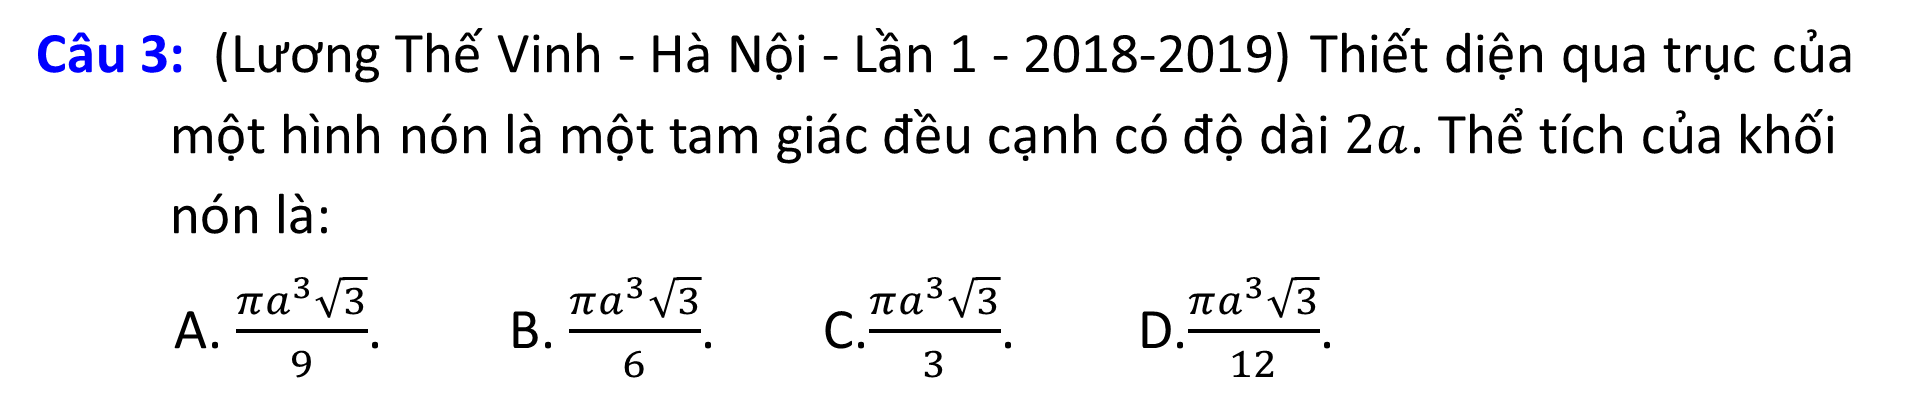 Câu 3: (Lương Thế Vinh - Hà Nội - Lần 1 - 2018-2019) Thiết diện qua trục của
một hình nón là một tam giác đều cạnh có độ dài 2a. Thể tích của khối
nón là:
A. πa³√3/9. B. πa³√3/6. C. πa³√3/3. D. πa³√3/12.